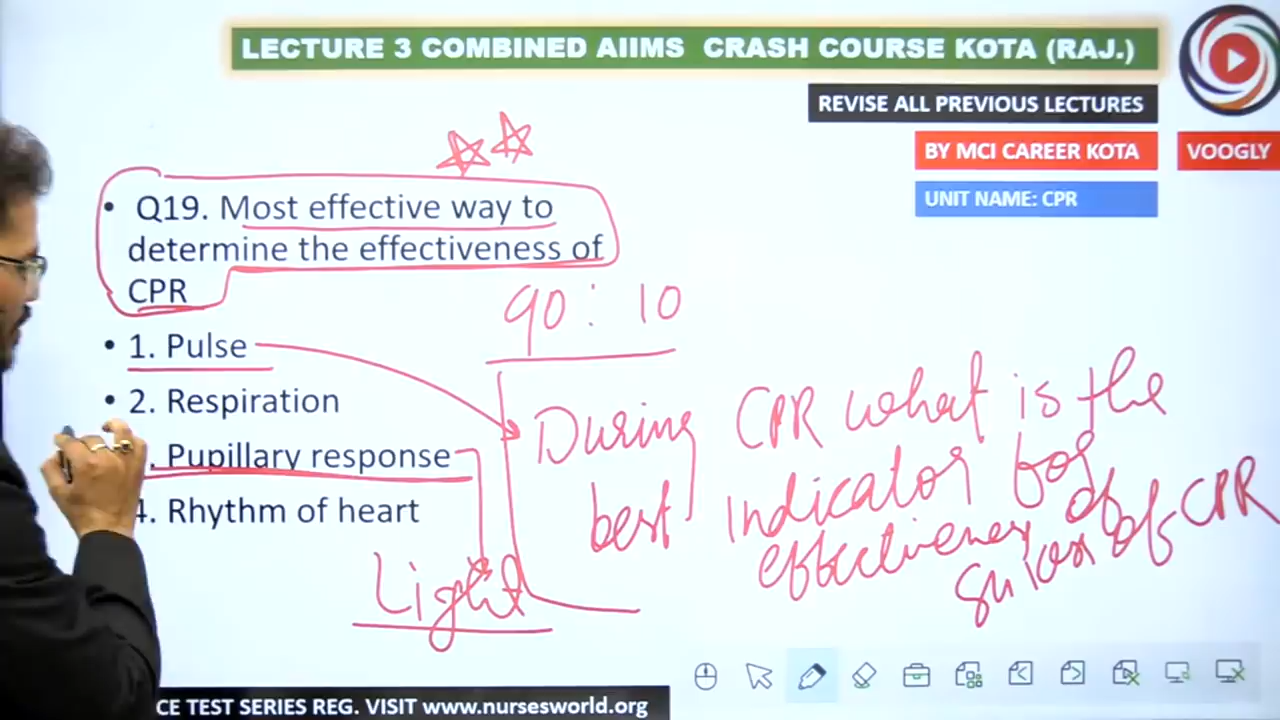 LECTURE 3 COMBINED AIIMS CRASH COURSE KOTA (RAJ.)
REVISE ALL PREVIOUS LECTURES
BY MCI CAREER KOTA
VOOGLY
UNIT NAME: CPR
• Q19. Most effective way to
determine the effectiveness of
CPR
90 : 10
• 1. Pulse
• 2. Respiration
. Pupillary response
4. Rhythm of heart
During CPR what is the
best indicator for
effectiveness of
of CPR
Light
CE TEST SERIES REG. VISIT www.nursesworld.org